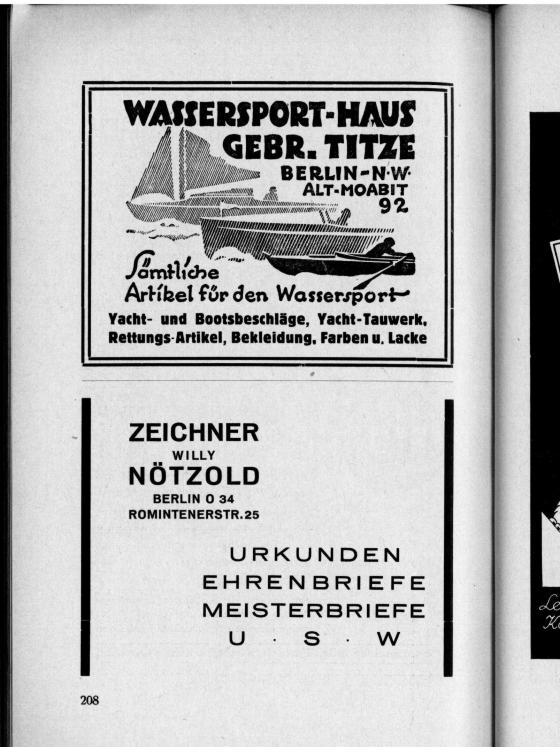 WASSERSPORT-HAUS
GEBR. TITZE
BERLIN-N·W·
ALT-MOABIT
92
Sämtliche
Artikel für den Wassersport
Yacht- und Bootsbeschläge, Yacht-Tauwerk,
Rettungs-Artikel, Bekleidung, Farben u. Lacke
ZEICHNER
WILLY
NÖTZOLD
BERLIN O 34
ROMINTENERSTR. 25
URKUNDEN
EHRENBRIEFE
MEISTERBRIEFE
U · S · W
208